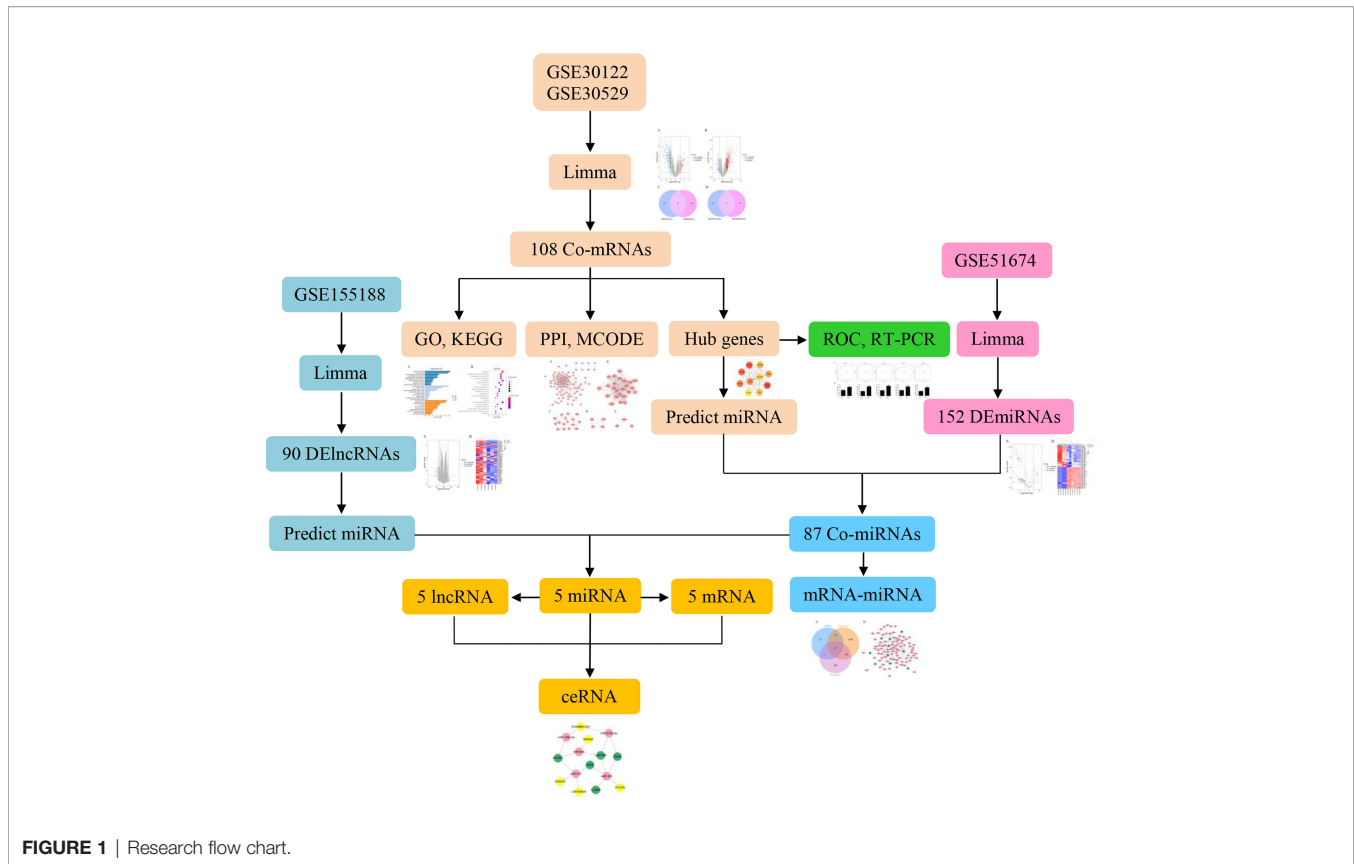 GSE30122
GSE30529
Limma
108 Co-mRNAs
GSE51674
GSE155188
GO, KEGG
PPI, MCODE
Hub genes
ROC, RT-PCR
Limma
Limma
Predict miRNA
152 DEmiRNAs
90 DElncRNAs
Predict miRNA
87 Co-miRNAs
5 lncRNA
5 miRNA
5 mRNA
mRNA-miRNA
ceRNA
FIGURE 1 | Research flow chart.